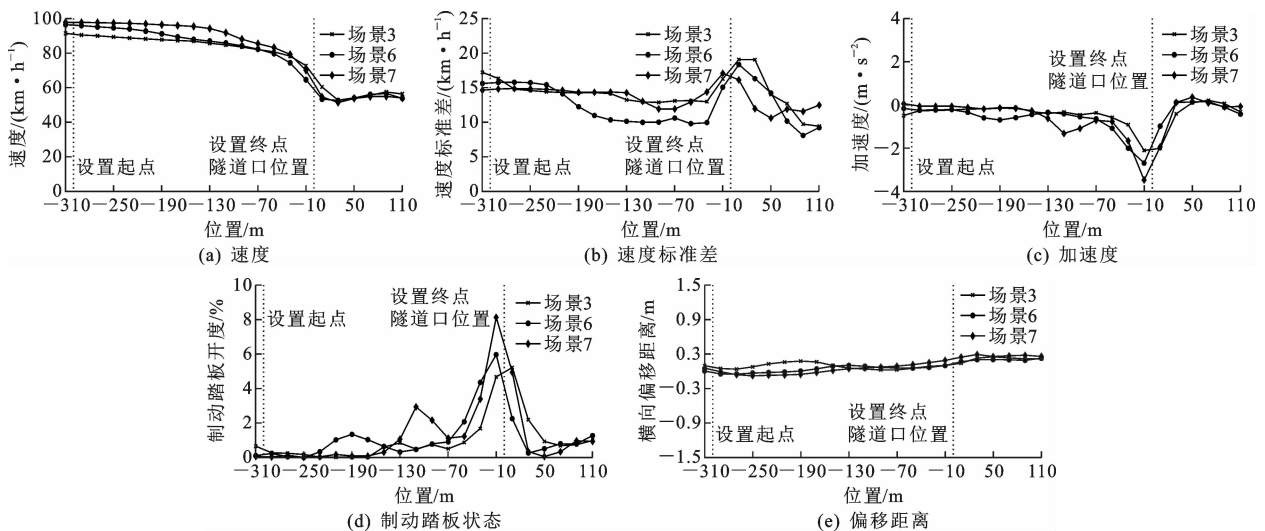 100
80
60
40
20
0
速度/(km·h⁻¹)
场景3
场景6
场景7
设置起点
设置终点
隧道口位置
-310 -250 -190 -130 -70 -10 50 110
位置/m
(a) 速度
25
20
15
10
5
0
速度标准差/(km·h⁻¹)
场景3
场景6
场景7
设置起点
设置终点
隧道口位置
-310 -250 -190 -130 -70 -10 50 110
位置/m
(b) 速度标准差
4
2
0
-2
-4
加速度/(m·s⁻²)
场景3
场景6
场景7
设置终点
隧道口位置
设置起点
-310 -250 -190 -130 -70 -10 50 110
位置/m
(c) 加速度
10
8
6
4
2
0
制动踏板开度/%
设置终点
隧道口位置
设置起点
场景3
场景6
场景7
-310 -250 -190 -130 -70 -10 50 110
位置/m
(d) 制动踏板状态
1.5
0.9
0.3
-0.3
-0.9
-1.5
横向偏移距离/m
场景3
场景6
场景7
设置起点
设置终点
隧道口位置
-310 -250 -190 -130 -70 -10 50 110
位置/m
(e) 偏移距离